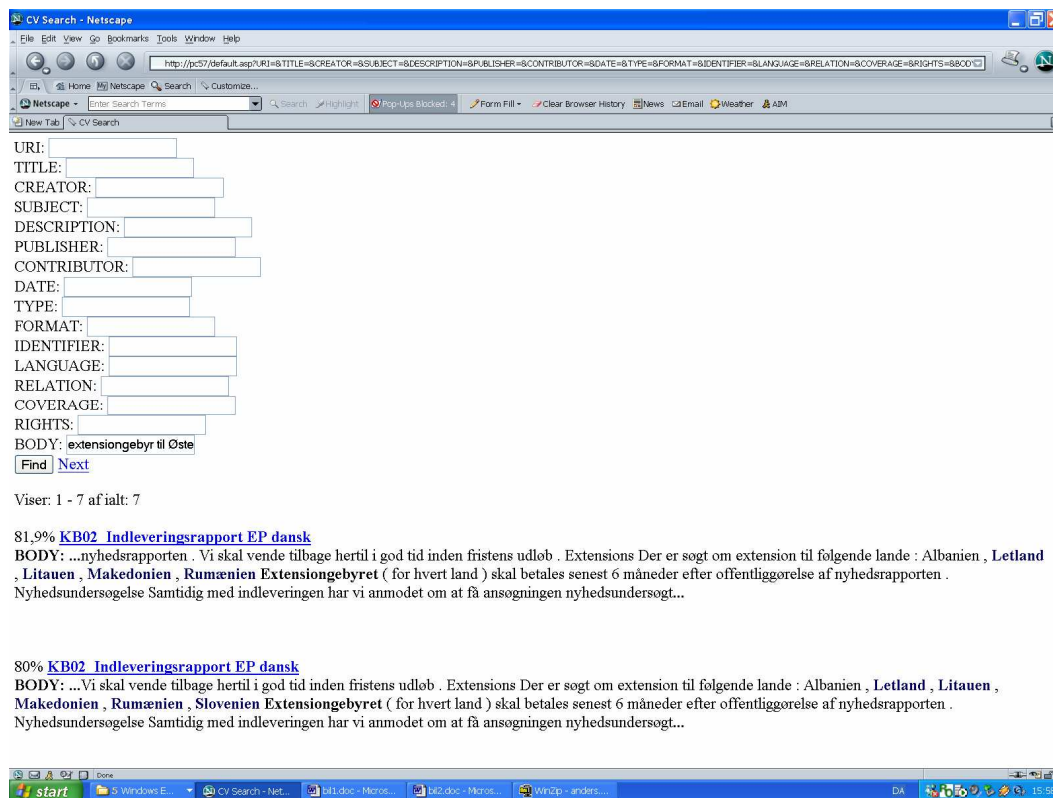 CV Search - Netscape
File Edit View Go Bookmarks Tools Window Help
http://pc57/default.asp?URI=&TITLE=&CREATOR=&SUBJECT=&DESCRIPTION=&PUBLISHER=&CONTRIBUTOR=&DATE=&TYPE=&FORMAT=&IDENTIFIER=&LANGUAGE=&RELATION=&COVERAGE=&RIGHTS=&BODY
Home My Netscape Search Customize...
Netscape Enter Search Terms Search Highlight Pop-Ups Blocked: 4 Form Fill Clear Browser History News Email Weather AIM
New Tab CV Search
URI:
TITLE:
CREATOR:
SUBJECT:
DESCRIPTION:
PUBLISHER:
CONTRIBUTOR:
DATE:
TYPE:
FORMAT:
IDENTIFIER:
LANGUAGE:
RELATION:
COVERAGE:
RIGHTS:
BODY: extensiongebyr til Øste
Find Next
Viser: 1 - 7 af ialt: 7
81,9% KB02_Indleveringsrapport EP dansk
BODY: ...nyhedsrapporten . Vi skal vende tilbage hertil i god tid inden fristens udløb . Extensions Der er søgt om extension til følgende lande : Albanien , Letland
, Litauen , Makedonien , Rumænien Extensiongebyret ( for hvert land ) skal betales senest 6 måneder efter offentliggørelse af nyhedsrapporten .
Nyhedsundersøgelse Samtidig med indleveringen har vi anmodet om at få ansøgningen nyhedsundersøgt...
80% KB02_Indleveringsrapport EP dansk
BODY: ...Vi skal vende tilbage hertil i god tid inden fristens udløb . Extensions Der er søgt om extension til følgende lande : Albanien , Letland , Litauen ,
Makedonien , Rumænien , Slovenien Extensiongebyret ( for hvert land ) skal betales senest 6 måneder efter offentliggørelse af nyhedsrapporten .
Nyhedsundersøgelse Samtidig med indleveringen har vi anmodet om at få ansøgningen nyhedsundersøgt...
Done
start 5 Windows E... CV Search - Net... bil1.doc - Micros... bil2.doc - Micros... WinZip - anders.... DA 15:58